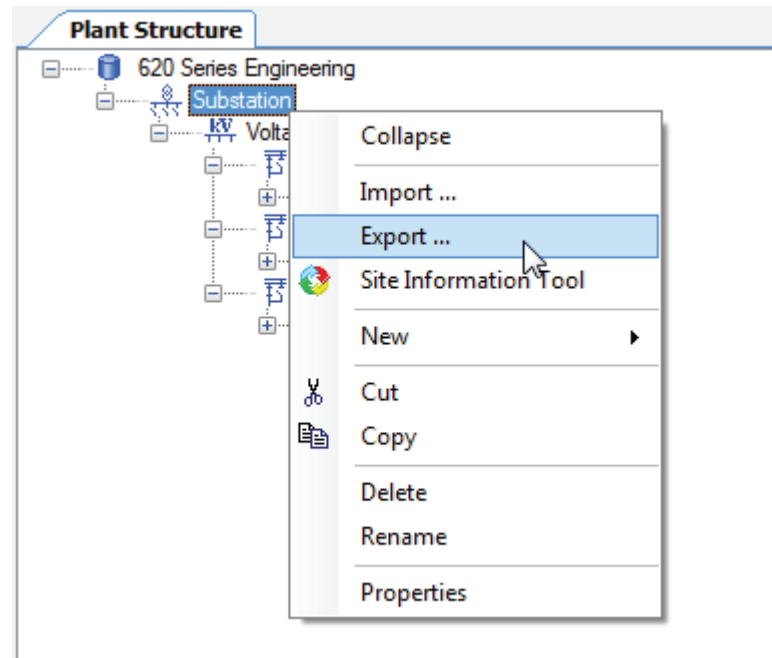 Plant Structure
620 Series Engineering
Substation
kV Volta
Collapse
Import ...
Export ...
Site Information Tool
New
Cut
Copy
Delete
Rename
Properties